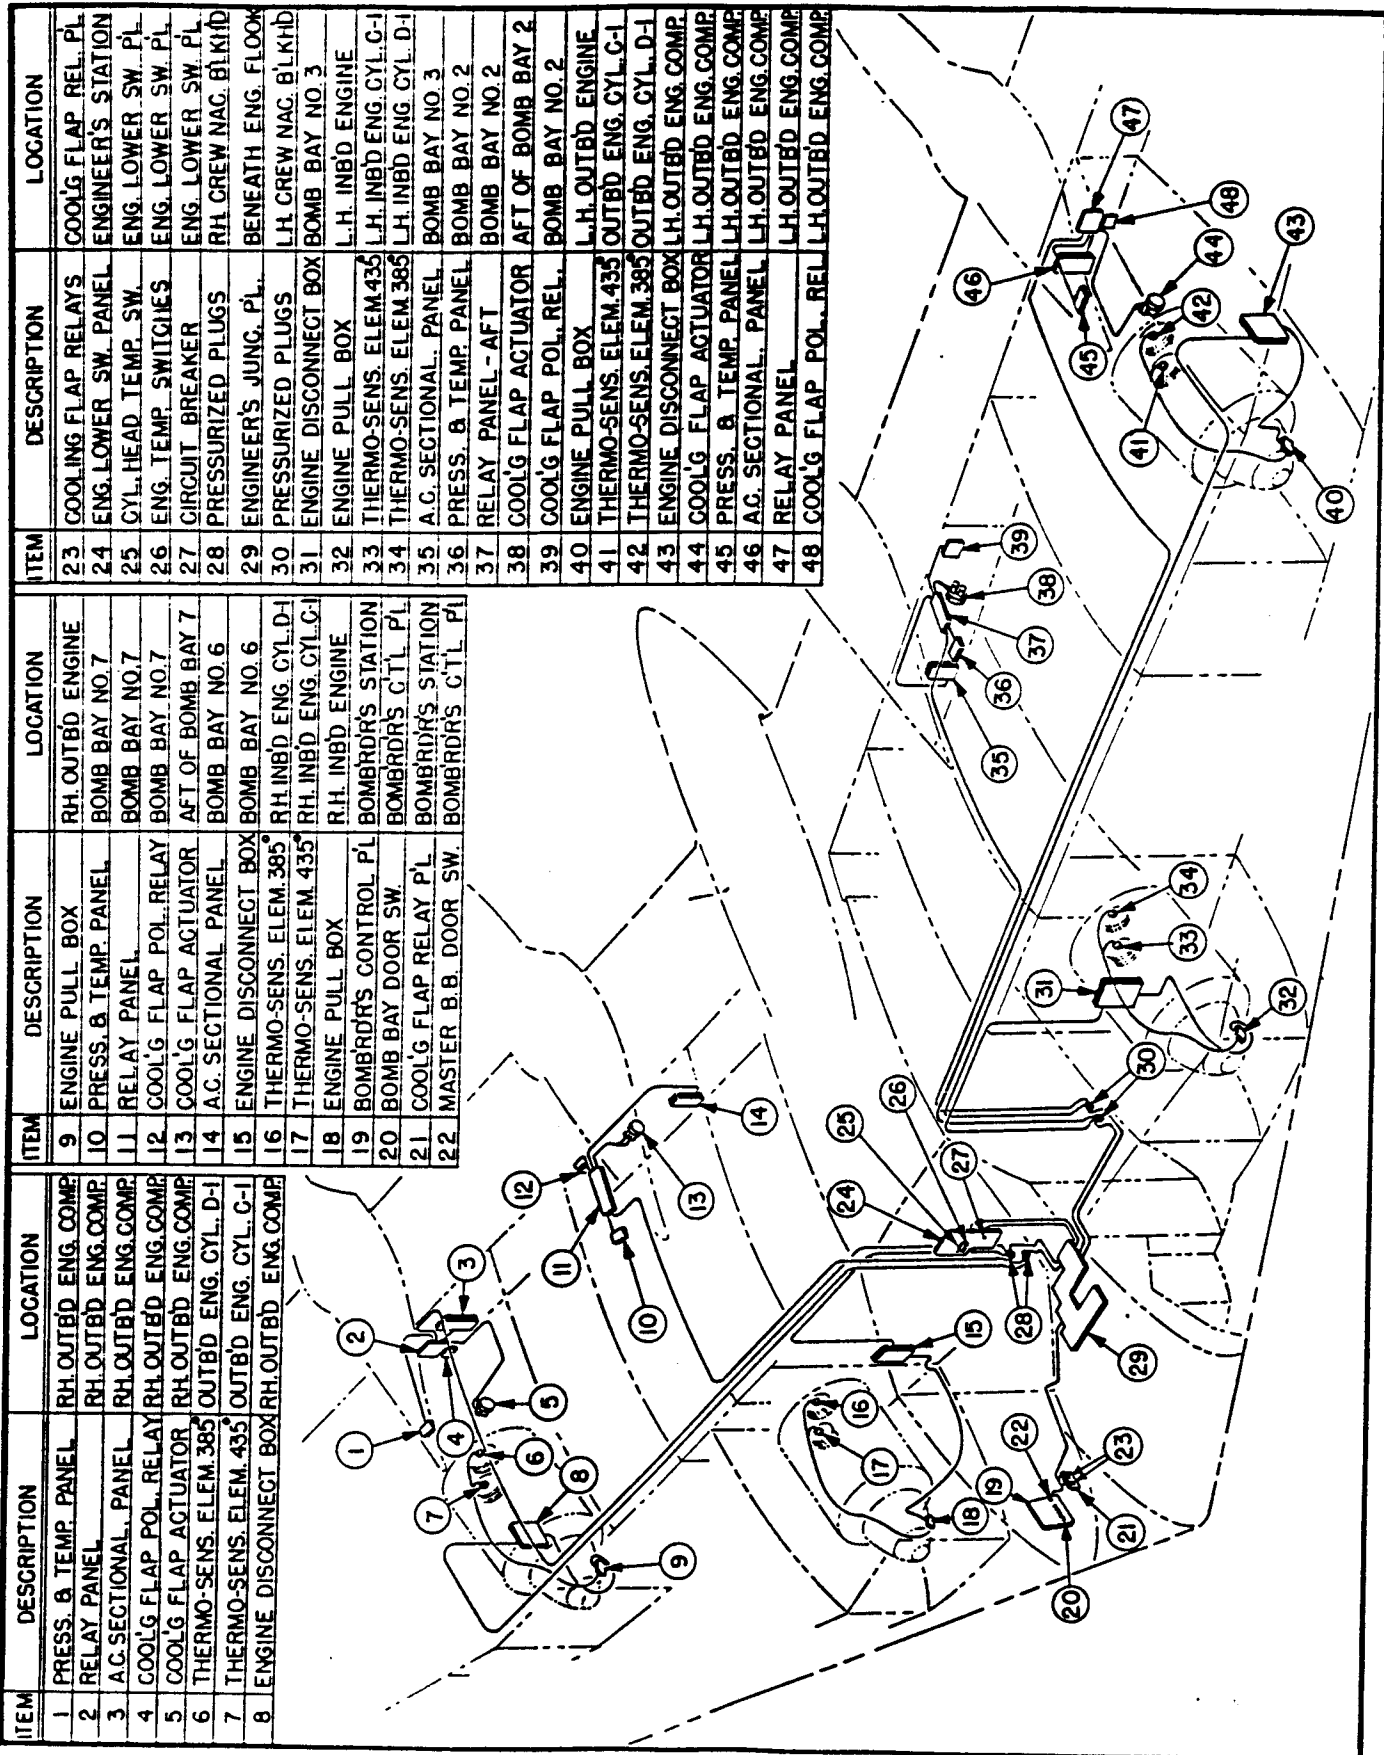 ITEM DESCRIPTION LOCATION
1 PRESS. & TEMP. PANEL RH. OUTB'D ENG. COMP.
2 RELAY PANEL RH. OUTB'D ENG. COMP.
3 A.C. SECTIONAL. PANEL RH. OUTB'D ENG. COMP.
4 COOL'G FLAP POL. RELAY RH. OUTB'D ENG. COMP.
5 COOL'G FLAP ACTUATOR RH. OUTB'D ENG. COMP.
6 THERMO-SENS. ELEM. 385° OUTB'D ENG. CYL. D-1
7 THERMO-SENS. ELEM. 435° OUTB'D ENG. CYL. C-1
8 ENGINE DISCONNECT BOX RH. OUTB'D ENG. COMP.
ITEM DESCRIPTION LOCATION
9 ENGINE PULL BOX RH. OUTB'D ENGINE
10 PRESS. & TEMP. PANEL BOMB BAY NO. 7
11 RELAY PANEL. BOMB BAY NO. 7
12 COOL'G FLAP POL. RELAY BOMB BAY NO. 7
13 COOL'G FLAP ACTUATOR AFT OF BOMB BAY 7
14 A.C. SECTIONAL PANEL BOMB BAY NO. 6
15 ENGINE DISCONNECT BOX BOMB BAY NO. 6
16 THERMO-SENS. ELEM. 385° RH. INB'D ENG. CYL. D-1
17 THERMO-SENS. ELEM. 435° RH. INB'D ENG. CYL. C-1
18 ENGINE PULL BOX R.H. INB'D ENGINE
19 BOMB'RDR'S CONTROL P'L BOMB'RDR'S STATION
20 BOMB BAY DOOR SW. BOMB'RDR'S C'T'L. P'L
21 COOL'G FLAP RELAY P'L BOMB'RDR'S STATION
22 MASTER B.B. DOOR SW. BOMB'RDR'S C'T'L. P'L
ITEM DESCRIPTION LOCATION
23 COOLING FLAP RELAYS COOL'G FLAP REL. P'L.
24 ENG. LOWER SW. PANEL ENGINEER'S STATION
25 CYL. HEAD TEMP. SW. ENG. LOWER SW. P'L.
26 ENG. TEMP. SWITCHES ENG. LOWER SW. P'L.
27 CIRCUIT BREAKER ENG. LOWER SW. P'L
28 PRESSURIZED PLUGS RH. CREW NAC. B'LKH'D
29 ENGINEER'S JUNC. P'L. BENEATH ENG. FLOOK
30 PRESSURIZED PLUGS L.H. CREW NAC. B'LKH'D
31 ENGINE DISCONNECT BOX BOMB BAY NO. 3
32 ENGINE PULL BOX L.H. INB'D ENGINE
33 THERMO-SENS. ELEM. 435° L.H. INB'D ENG. CYL. C-1
34 THERMO-SENS. ELEM. 385° L.H. INB'D ENG. CYL. D-1
35 A.C. SECTIONAL. PANEL BOMB BAY NO. 3
36 PRESS. & TEMP. PANEL BOMB BAY NO. 2
37 RELAY PANEL-AFT BOMB BAY NO. 2
38 COOL'G FLAP ACTUATOR AFT OF BOMB BAY 2
39 COOL'G FLAP POL. REL. BOMB BAY NO. 2
40 ENGINE PULL BOX L.H. OUTB'D ENGINE
41 THERMO-SENS. ELEM. 435° OUTB'D ENG. CYL. C-1
42 THERMO-SENS. ELEM. 385° OUTB'D ENG. CYL. D-1
43 ENGINE DISCONNECT BOX LH. OUTB'D ENG. COMP.
44 COOL'G FLAP ACTUATOR LH. OUTB'D ENG. COMP.
45 PRESS. & TEMP. PANEL LH. OUTB'D ENG. COMP.
46 A.C. SECTIONAL. PANEL LH. OUTB'D ENG. COMP.
47 RELAY PANEL LH. OUTB'D ENG. COMP.
48 COOL'G FLAP POL. REL. LH. OUTB'D ENG. COMP.
1
2
3
4
5
6
7
8
9
10
11
12
13
14
15
16
17
18
19
20
21
22
23
24
25
26
27
28
29
30
31
32
33
34
35
36
37
38
39
40
41
42
43
44
45
46
47
48